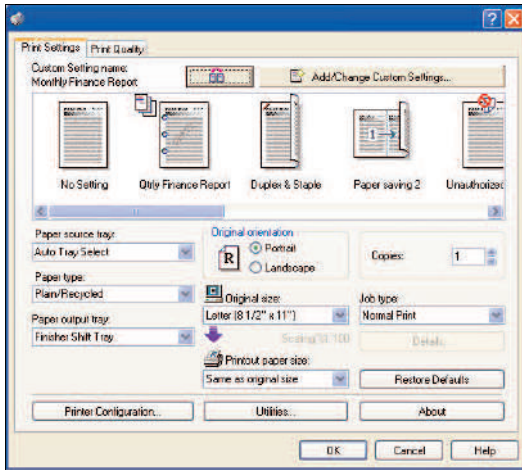 Print Settings
Print Quality
Custom Setting name:
Monthly Finance Report
Add/Change Custom Settings...
No Setting
Qtrly Finance Report
Duplex & Staple
Paper saving 2
Unauthorized
Paper source tray:
Auto Tray Select
Original orientation
R
Portrait
Landscape
Copies:
1
Paper type:
Plain/Recycled
Original size:
Letter (8 1/2" x 11")
Job type:
Normal Print
Paper output tray:
Finisher Shift Tray
Details
Printout paper size:
Same as original size
Restore Defaults
Printer Configuration...
Utilities...
About
OK
Cancel
Help